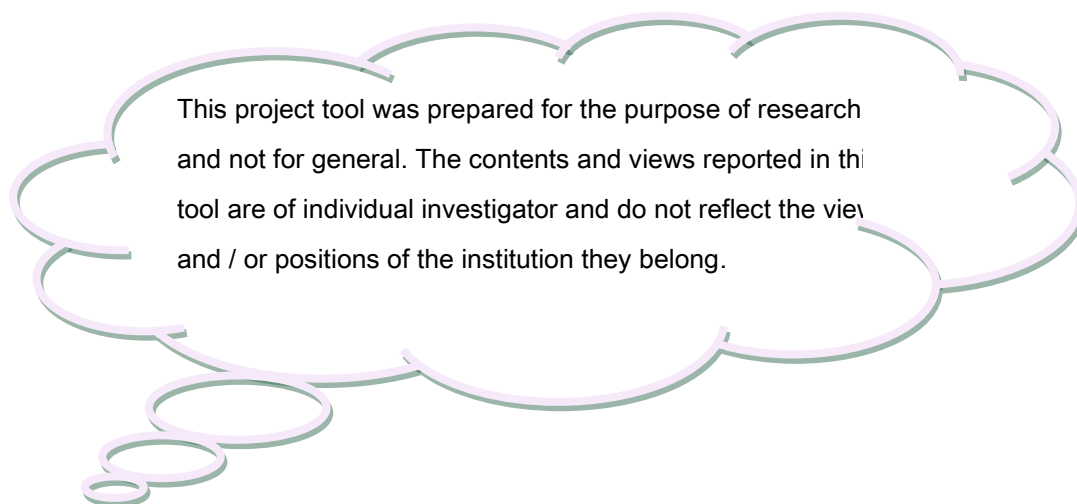 This project tool was prepared for the purpose of research
and not for general. The contents and views reported in thi
tool are of individual investigator and do not reflect the
and / or positions of the institution they belong.